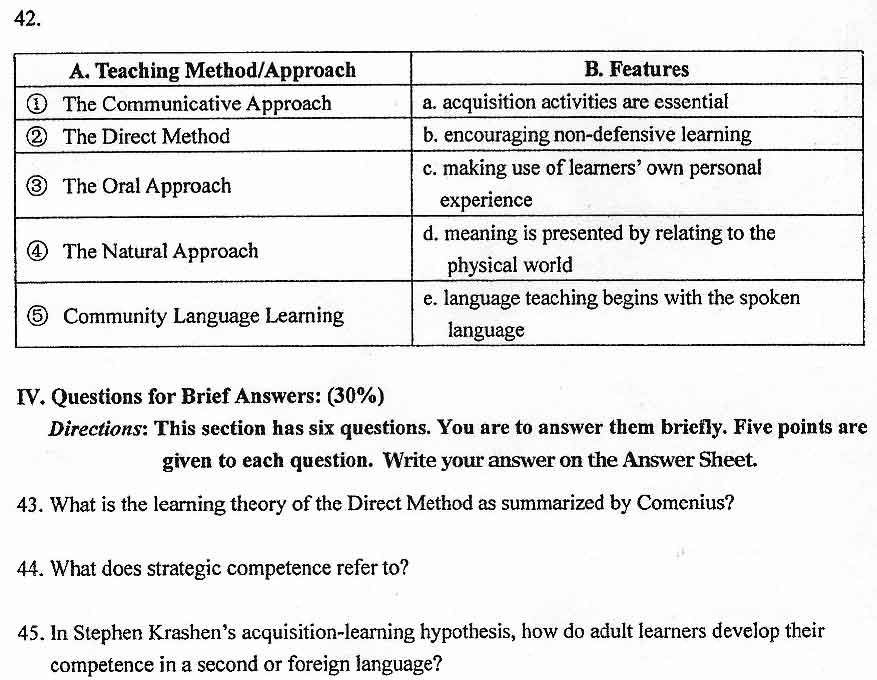 42.
A. Teaching Method/Approach B. Features
① The Communicative Approach a. acquisition activities are essential
② The Direct Method b. encouraging non-defensive learning
③ The Oral Approach c. making use of learners' own personal
experience
④ The Natural Approach d. meaning is presented by relating to the
physical world
⑤ Community Language Learning e. language teaching begins with the spoken
language
IV. Questions for Brief Answers: (30%)
Directions: This section has six questions. You are to answer them briefly. Five points are
given to each question. Write your answer on the Answer Sheet.
43. What is the learning theory of the Direct Method as summarized by Comenius?
44. What does strategic competence refer to?
45. In Stephen Krashen's acquisition-learning hypothesis, how do adult learners develop their
competence in a second or foreign language?